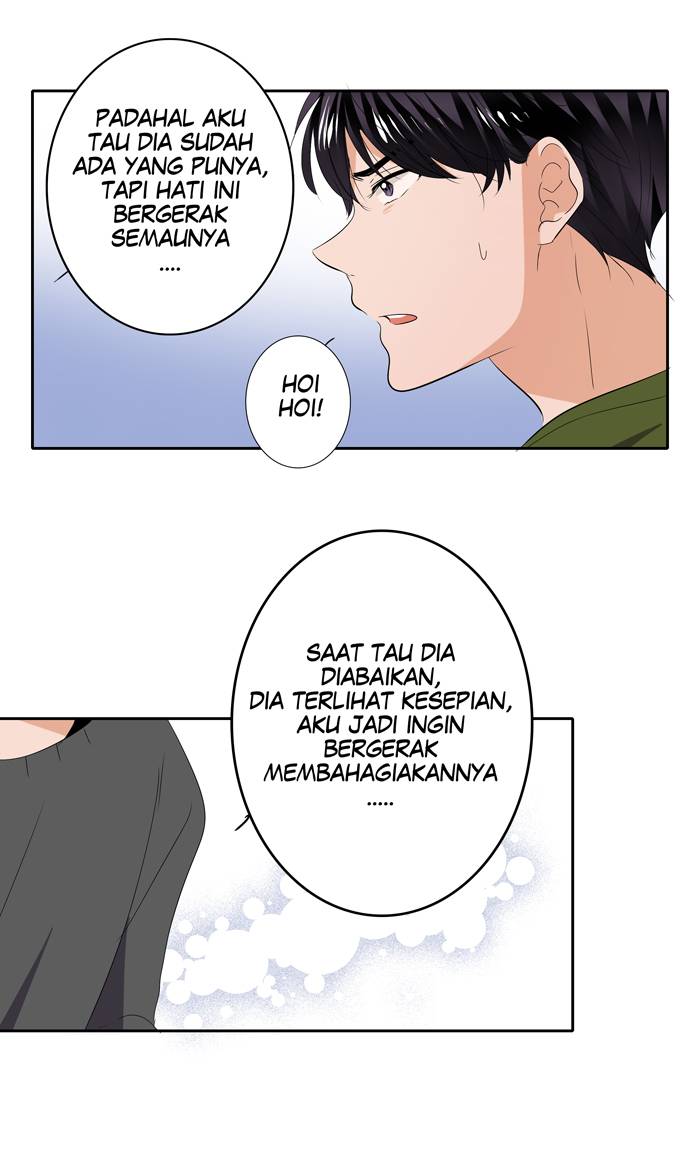 PADAHAL AKU
TAU DIA SUDAH
ADA YANG PUNYA,
TAPI HATI INI
BERGERAK
SEMAUNYA
....
HOI
HOI!
SAAT TAU DIA
DIABAIKAN,
DIA TERLIHAT KESEPIAN,
AKU JADI INGIN
BERGERAK
MEMBAHAGIAKANNYA
.....